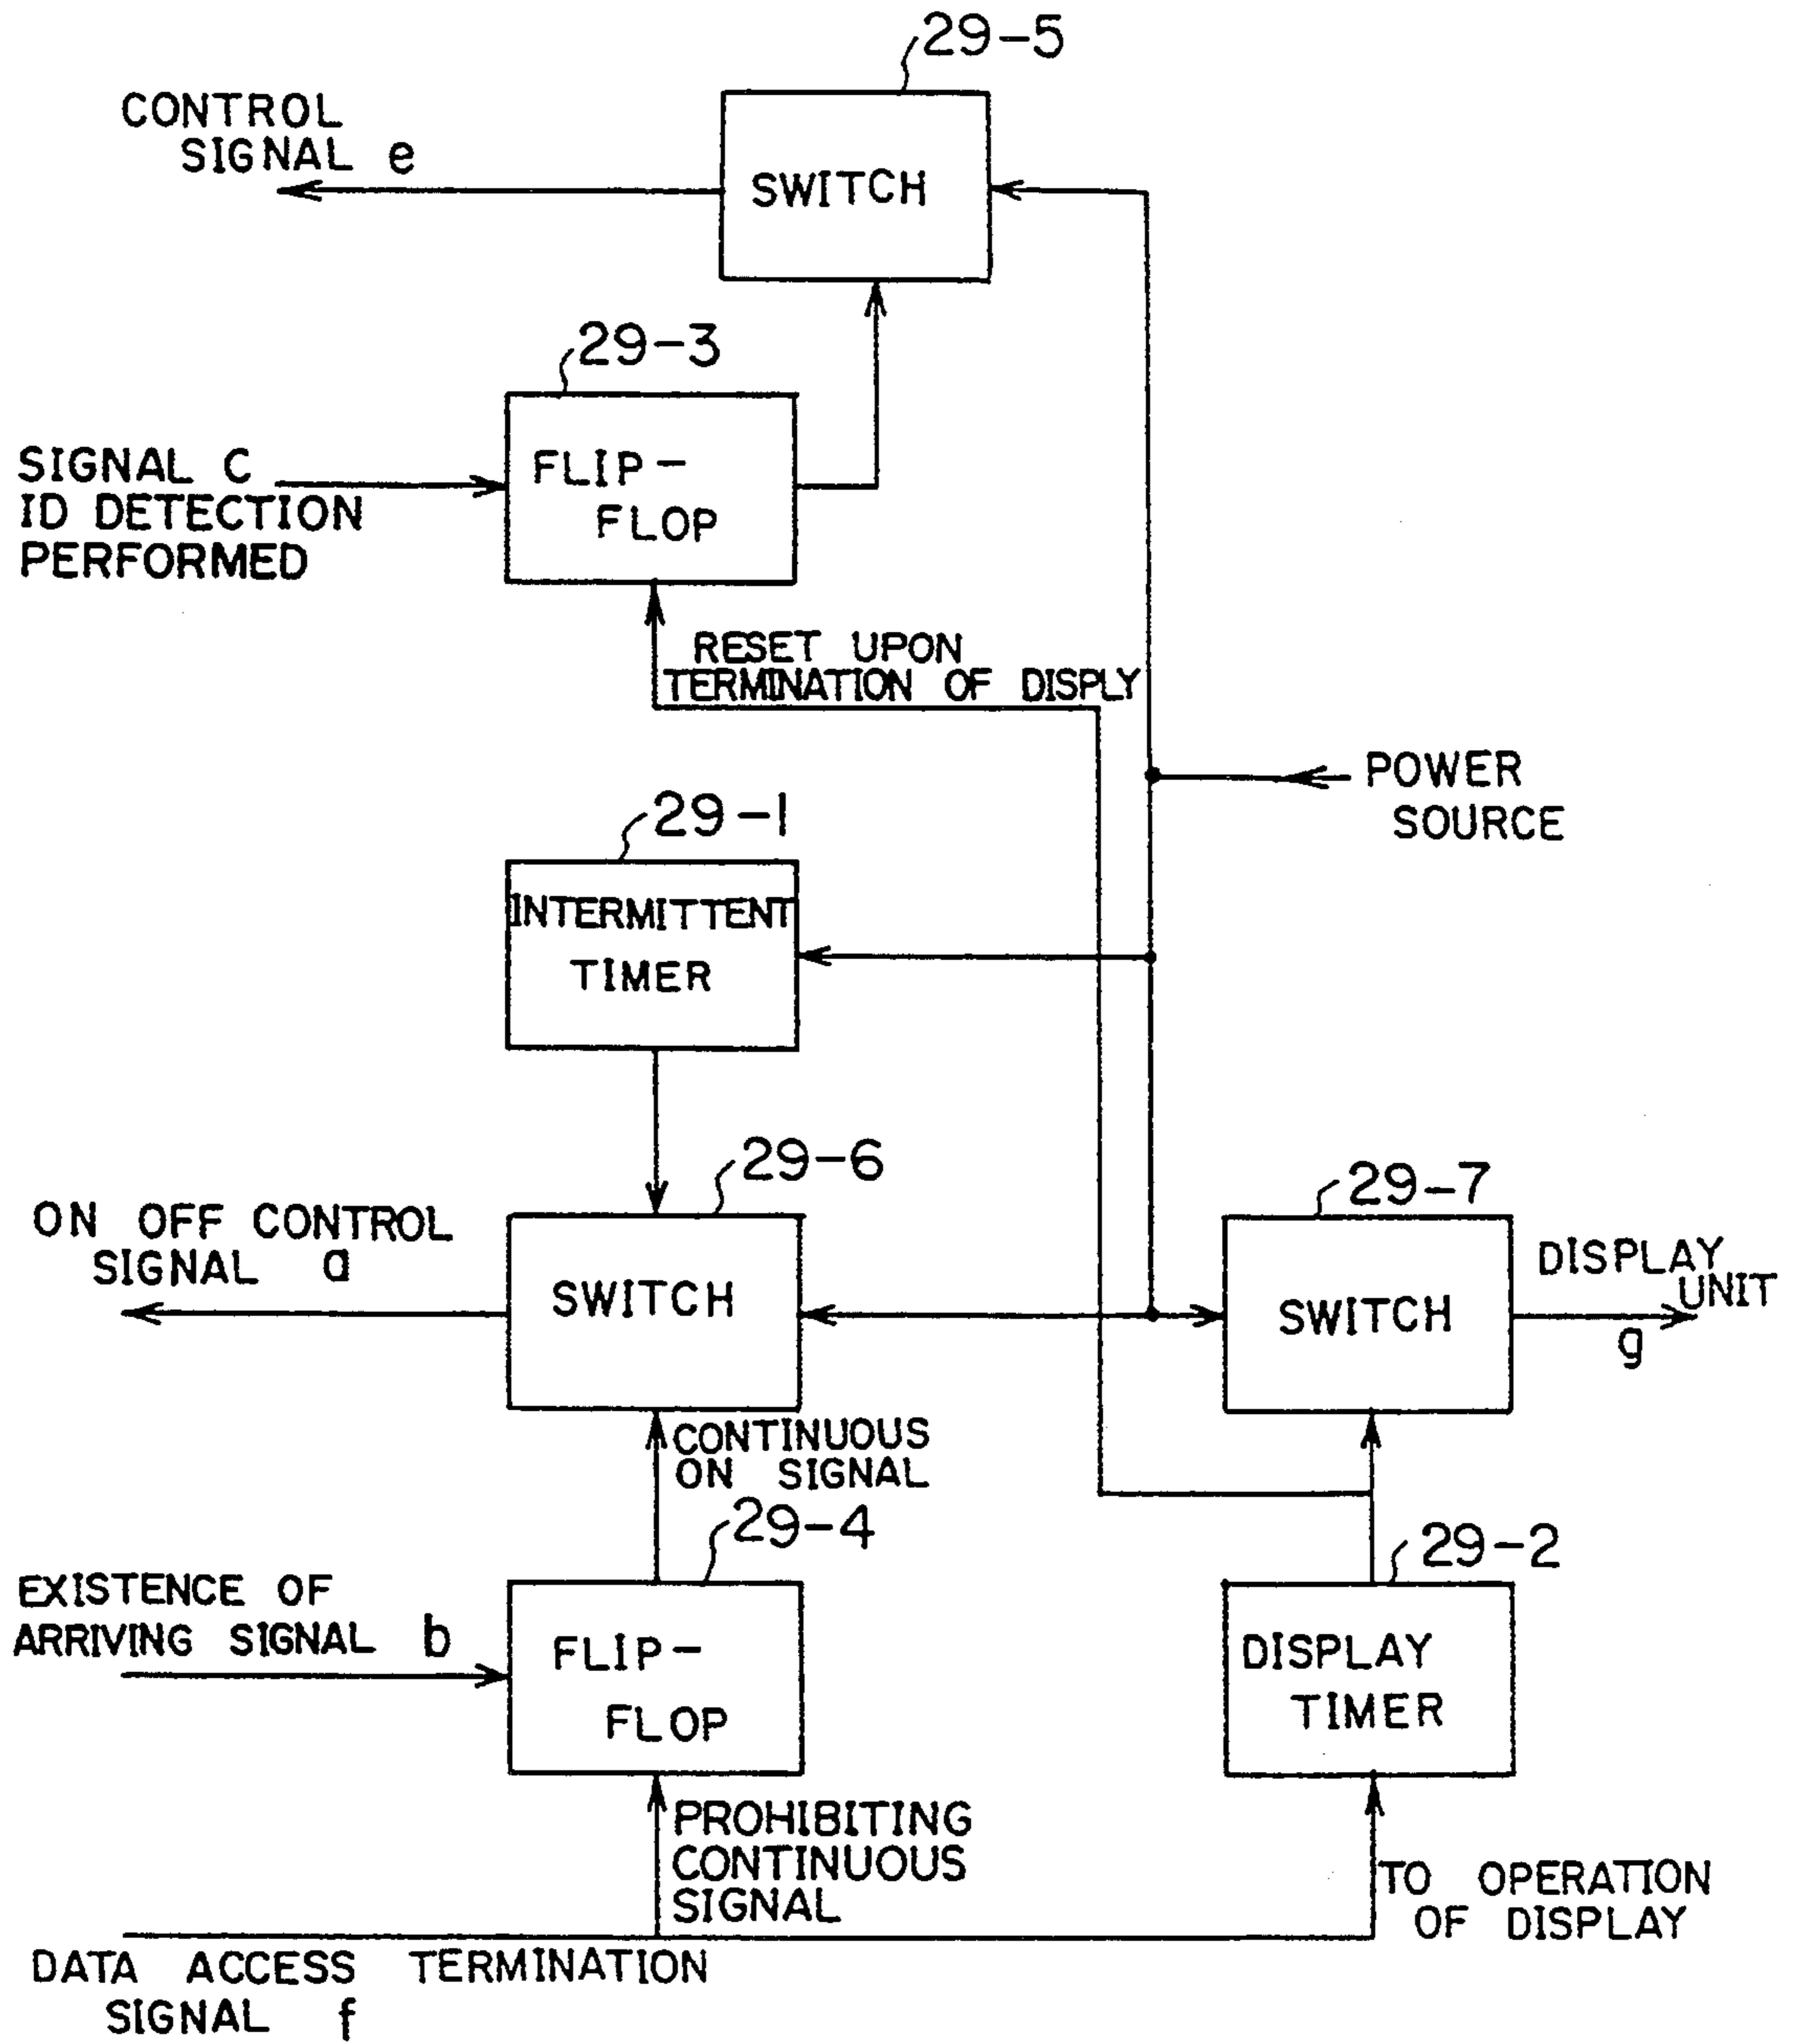 29-5
CONTROL
SIGNAL e
SWITCH
29-3
FLIP-
FLOP
SIGNAL C
ID DETECTION
PERFORMED
RESET UPON
TERMINATION OF DISPLY
POWER
SOURCE
29-1
INTERMITTENT
TIMER
29-6
29-7
ON OFF CONTROL
SIGNAL a
SWITCH
SWITCH
DISPLAY
UNIT
g
CONTINUOUS
ON SIGNAL
29-4
29-2
EXISTENCE OF
ARRIVING SIGNAL b
FLIP-
FLOP
DISPLAY
TIMER
PROHIBITING
CONTINUOUS
SIGNAL
TO OPERATION
OF DISPLAY
DATA ACCESS TERMINATION
SIGNAL f